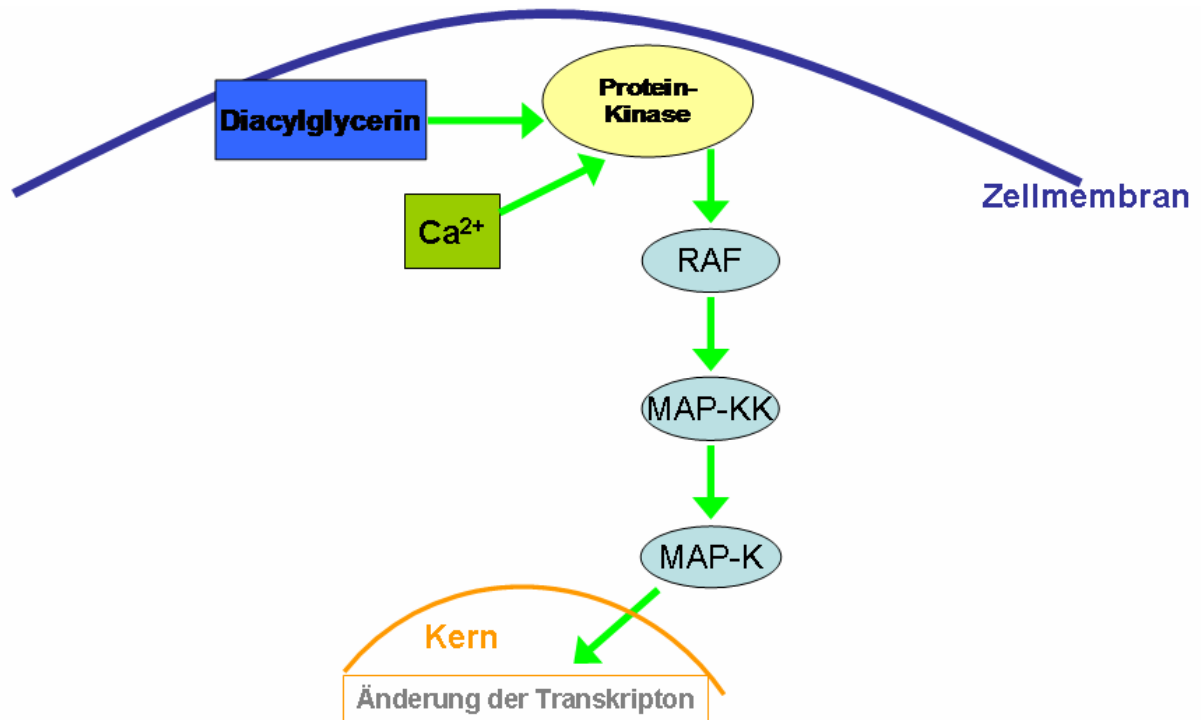 Protein-
Kinase
Diacylglycerin
Zellmembran
Ca²⁺
RAF
MAP-KK
MAP-K
Kern
Änderung der Transkripton